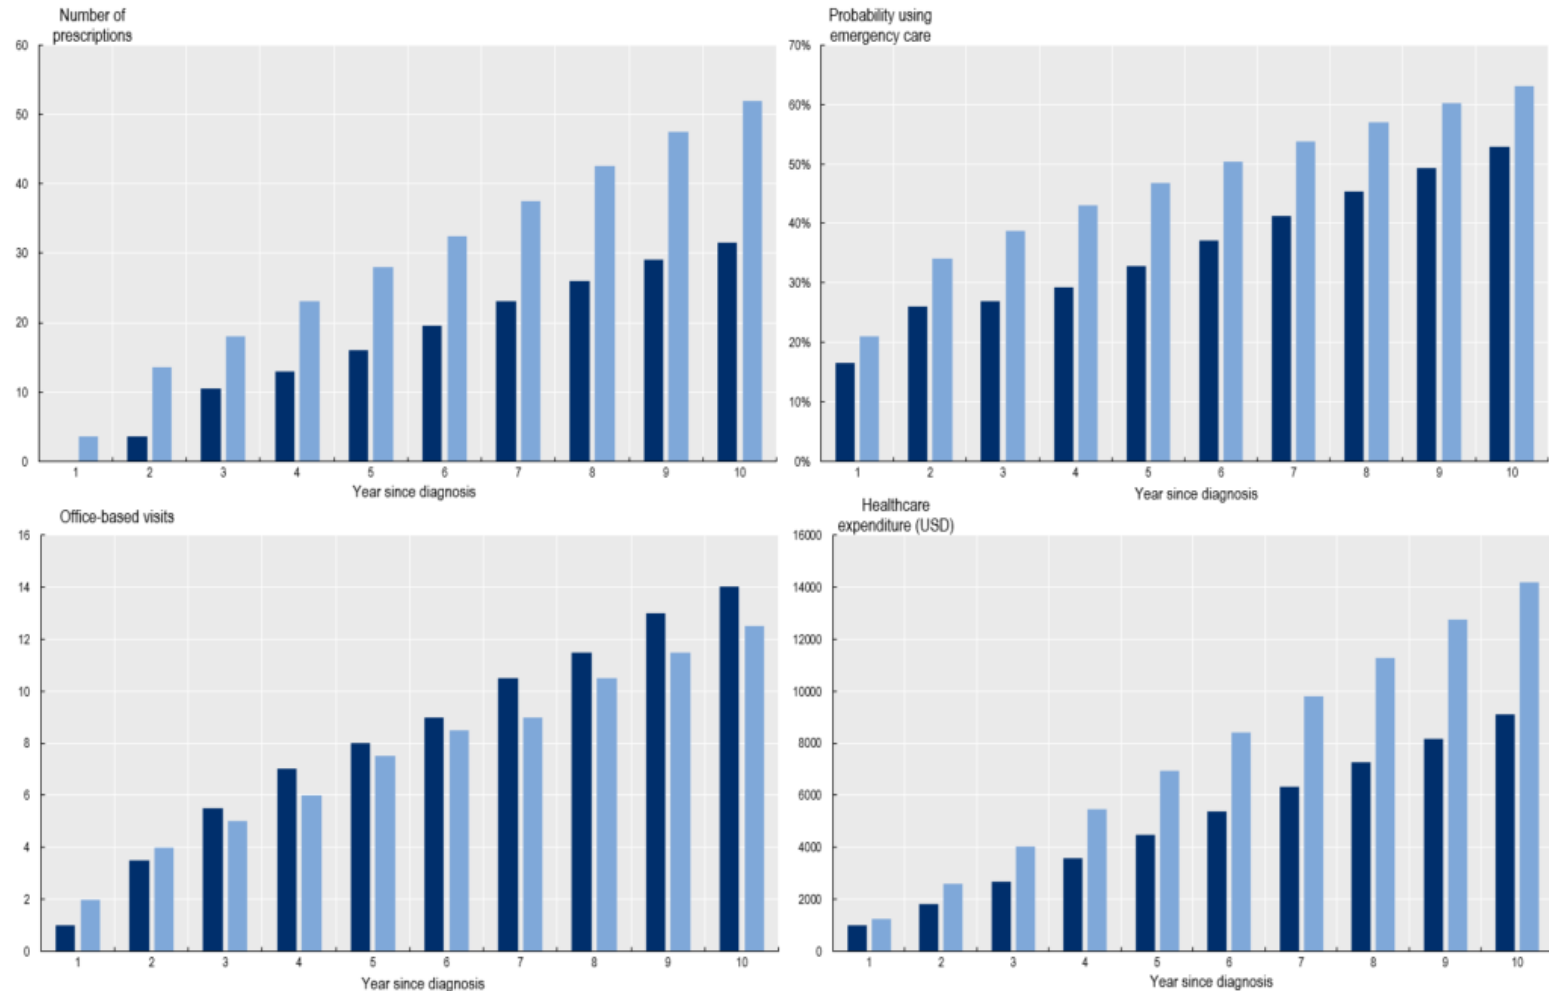 Number of
prescriptions
60
50
40
30
20
10
0
1 2 3 4 5 6 7 8 9 10
Year since diagnosis
Probability using
emergency care
70%
60%
50%
40%
30%
20%
10%
0%
1 2 3 4 5 6 7 8 9 10
Year since diagnosis
Office-based visits
16
14
12
10
8
6
4
2
0
1 2 3 4 5 6 7 8 9 10
Year since diagnosis
Healthcare
expenditure (USD)
16000
14000
12000
10000
8000
6000
4000
2000
0
1 2 3 4 5 6 7 8 9 10
Year since diagnosis